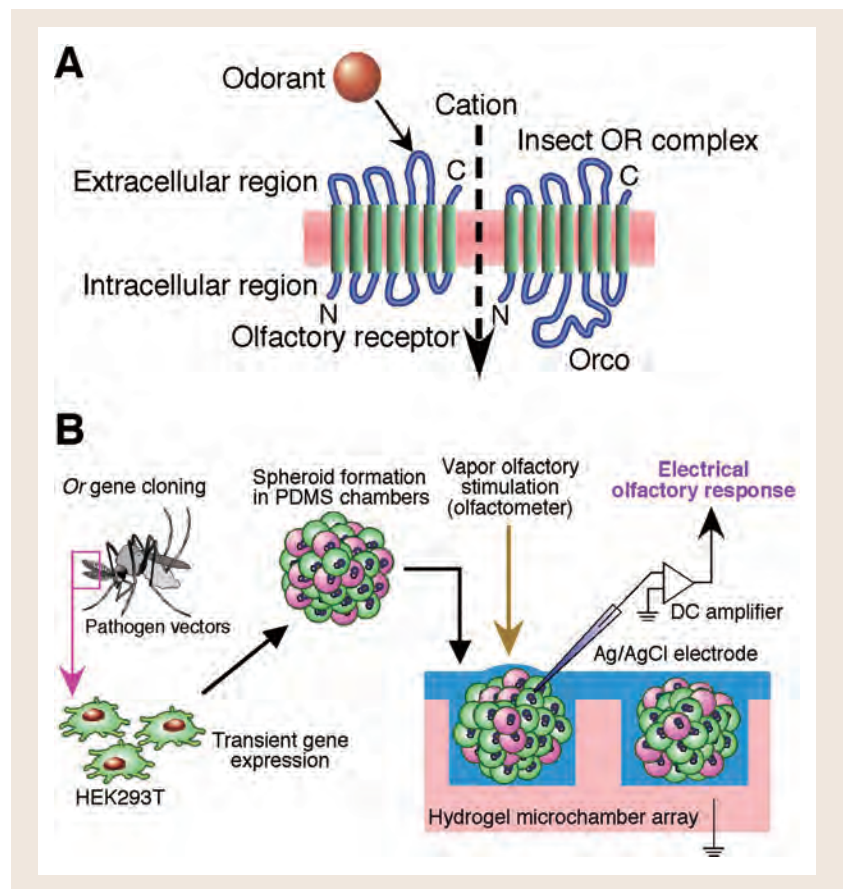 A
Odorant
Cation
Insect OR complex
Extracellular region
C
C
Intracellular region
N
N
Olfactory receptor
Orco
B
Or gene cloning
Pathogen vectors
HEK293T
Transient gene
expression
Spheroid formation
in PDMS chambers
Vapor olfactory
stimulation
(olfactometer)
Electrical
olfactory response
DC amplifier
Ag/AgCl electrode
Hydrogel microchamber array